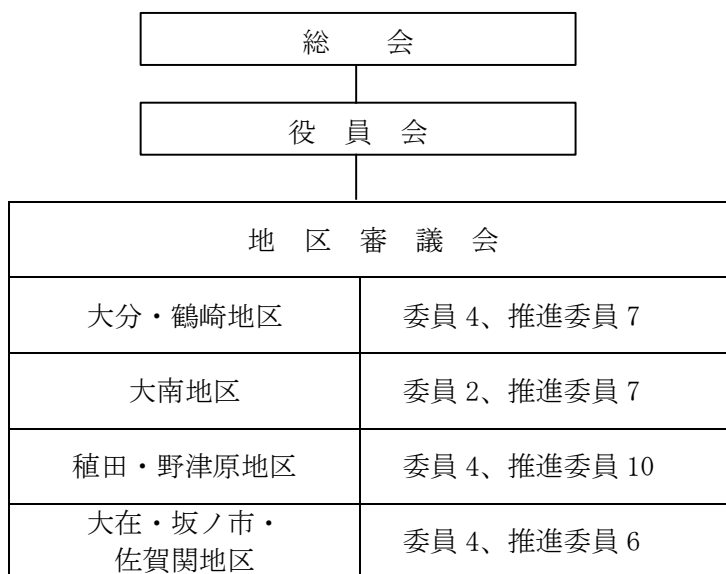 総　会
役　員　会
地　区　審　議　会
大分・鶴崎地区　委員 4、推進委員 7
大南地区　委員 2、推進委員 7
稙田・野津原地区　委員 4、推進委員 10
大在・坂ノ市・
佐賀関地区　委員 4、推進委員 6